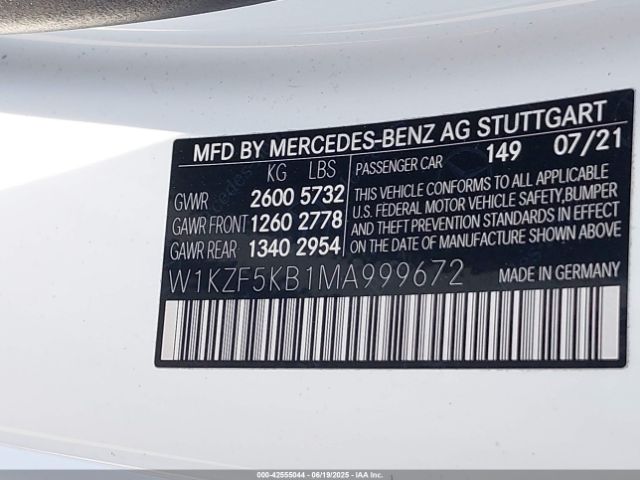 MFD BY MERCEDES-BENZ AG STUTTGART
KG LBS PASSENGER CAR 149 07/21
GVWR 2600 5732
GAWR FRONT 1260 2778
GAWR REAR 1340 2954
THIS VEHICLE CONFORMS TO ALL APPLICABLE
U.S. FEDERAL MOTOR VEHICLE SAFETY, BUMPER
AND THEFT PREVENTION STANDARDS IN EFFECT
ON THE DATE OF MANUFACTURE SHOWN ABOVE.
W1KZF5KB1MA999672 MADE IN GERMANY
000-42555044 - 06/19/2025 - IAAI.COM